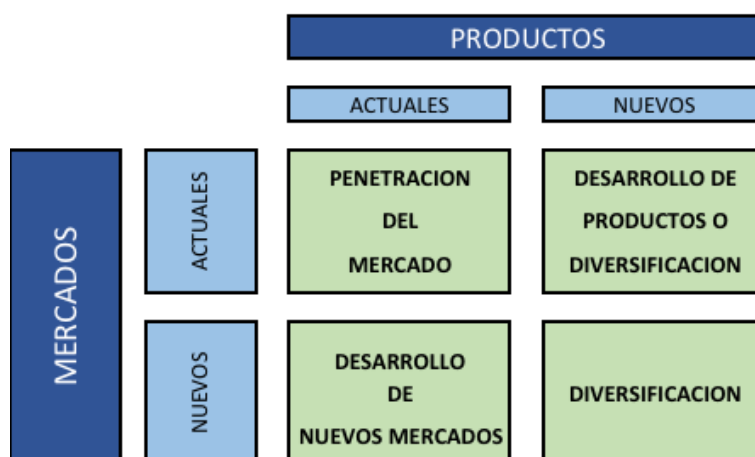 PRODUCTOS
ACTUALES
NUEVOS
MERCADOS
ACTUALES
PENETRACION
DEL
MERCADO
DESARROLLO DE
PRODUCTOS O
DIVERSIFICACION
NUEVOS
DESARROLLO
DE
NUEVOS MERCADOS
DIVERSIFICACION